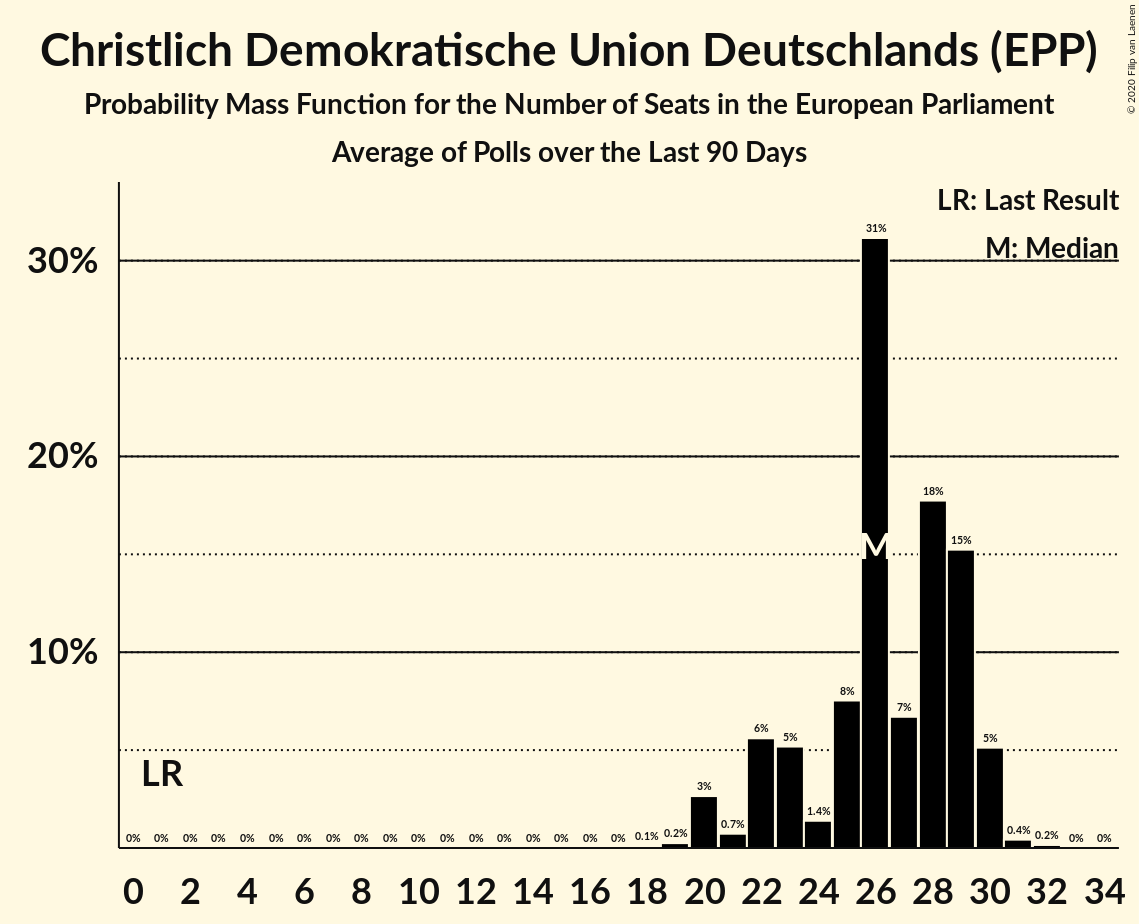 Christlich Demokratische Union Deutschlands (EPP)
Probability Mass Function for the Number of Seats in the European Parliament
Average of Polls over the Last 90 Days
© 2020 Filip van Laenen
LR: Last Result
M: Median
30%
20%
10%
31%
18%
15%
M
8%
7%
6%
5%
5%
LR
3%
1.4%
0% 0% 0% 0% 0% 0% 0% 0% 0% 0% 0% 0% 0% 0% 0% 0% 0% 0% 0.1% 0.2% 0.7% 0.4% 0.2% 0% 0%
0 2 4 6 8 10 12 14 16 18 20 22 24 26 28 30 32 34